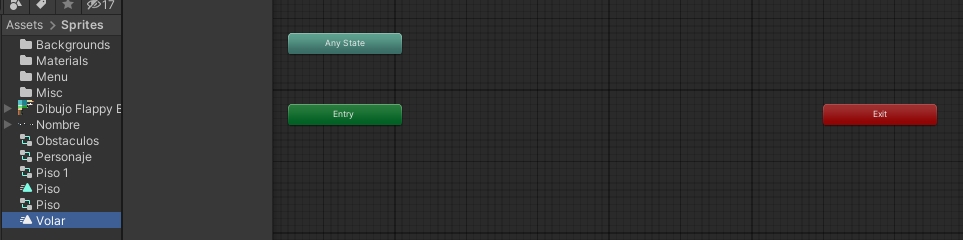 17
Assets > Sprites
Backgrounds
Materials
Menu
Misc
Dibujo Flappy B
Nombre
Obstaculos
Personaje
Piso 1
Piso
Piso
Volar
Any State
Entry
Exit